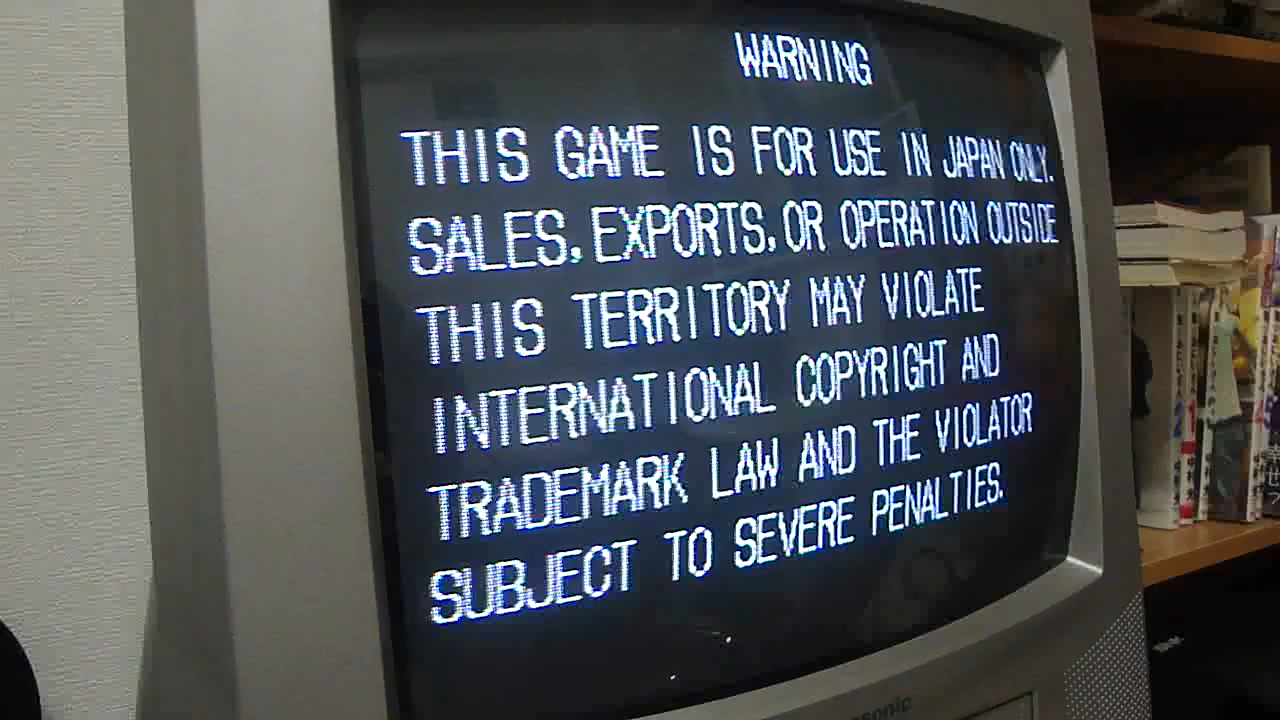 WARNING
THIS GAME IS FOR USE IN JAPAN ONLY.
SALES, EXPORTS, OR OPERATION OUTSIDE
THIS TERRITORY MAY VIOLATE
INTERNATIONAL COPYRIGHT AND
TRADEMARK LAW AND THE VIOLATOR
SUBJECT TO SEVERE PENALTIES.